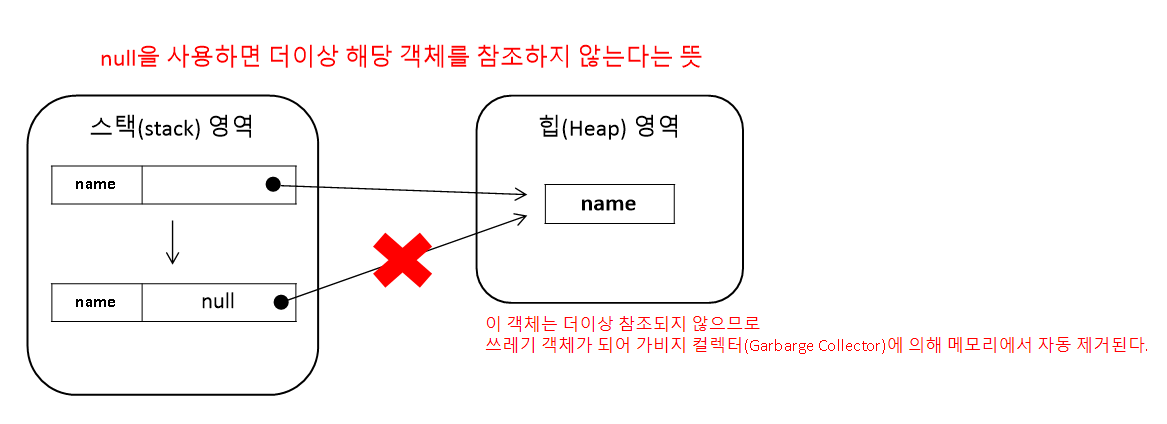 null을 사용하면 더이상 해당 객체를 참조하지 않는다는 뜻
스택(stack) 영역
name
name
null
힙(Heap) 영역
name
이 객체는 더이상 참조되지 않으므로
쓰레기 객체가 되어 가비지 컬렉터(Garbarge Collector)에 의해 메모리에서 자동 제거된다.